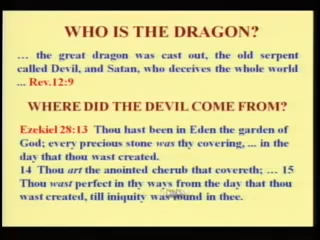 WHO IS THE DRAGON?
… the great dragon was cast out, the old serpent
called Devil, and Satan, who deceives the whole world
... Rev.12:9
WHERE DID THE DEVIL COME FROM?
Ezekiel 28:13 Thou hast been in Eden the garden of
God; every precious stone was thy covering, ... in the
day that thou wast created.
14 Thou art the anointed cherub that covereth; … 15
Thou wast perfect in thy ways from the day that thou
wast created, till iniquity was found in thee.